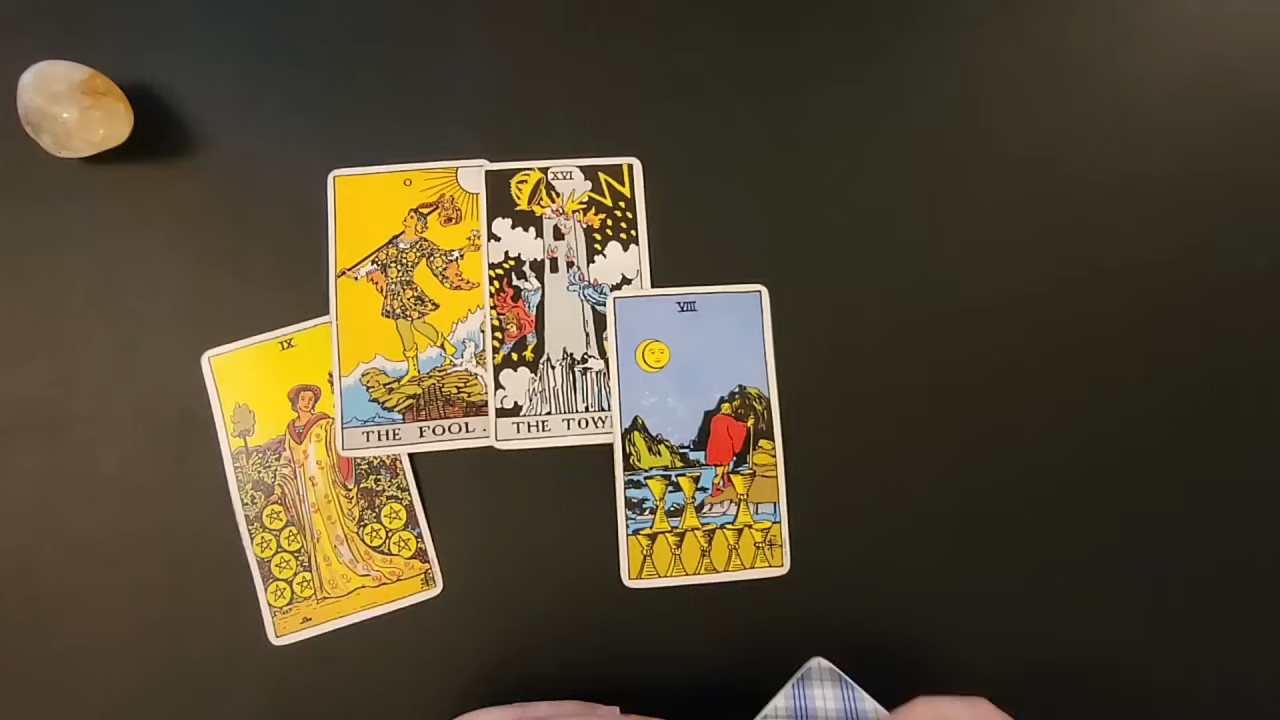 0
XVI
THE FOOL.
THE TOW
VIII
IX